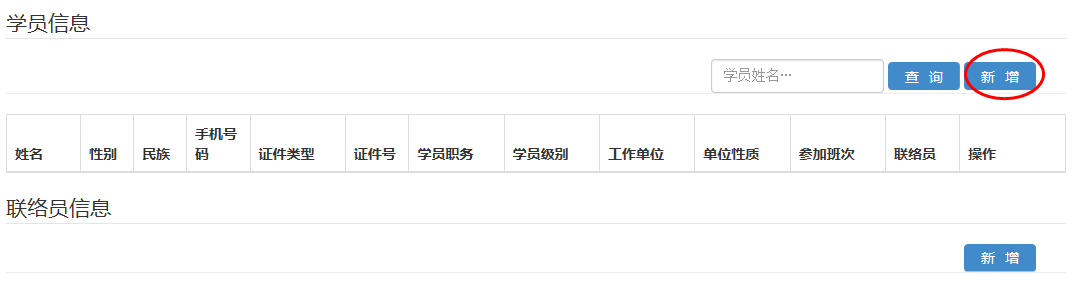 学员信息
学员姓名… 查 询 新 增
姓名 性别 民族 手机号码 证件类型 证件号 学员职务 学员级别 工作单位 单位性质 参加班次 联络员 操作
联络员信息
新 增